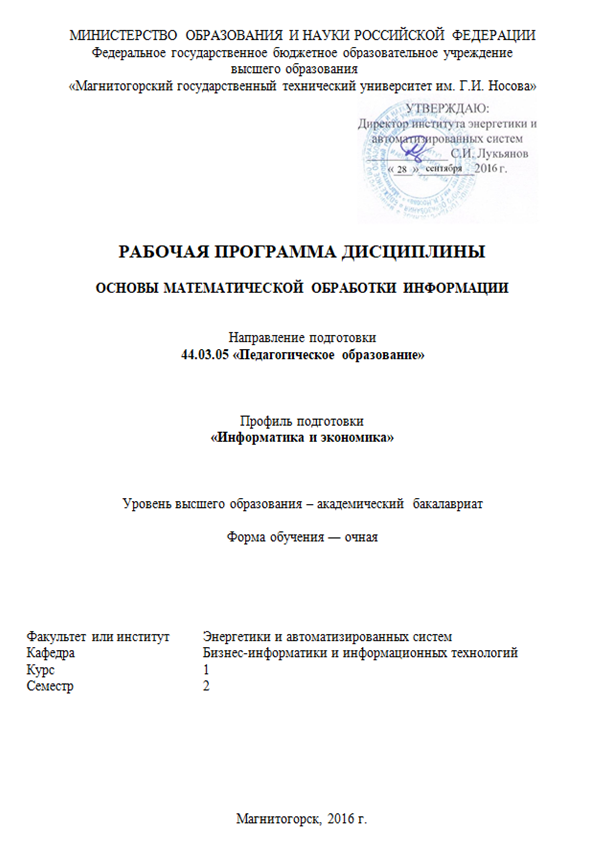 МИНИСТЕРСТВО ОБРАЗОВАНИЯ И НАУКИ РОССИЙСКОЙ ФЕДЕРАЦИИ
Федеральное государственное бюджетное образовательное учреждение
высшего образования
«Магнитогорский государственный технический университет им. Г.И. Носова»
УТВЕРЖДАЮ:
Директор института энергетики и
автоматизированных систем
С.И. Лукьянов
« 28 » сентября 2016 г.
РАБОЧАЯ ПРОГРАММА ДИСЦИПЛИНЫ
ОСНОВЫ МАТЕМАТИЧЕСКОЙ ОБРАБОТКИ ИНФОРМАЦИИ
Направление подготовки
44.03.05 «Педагогическое образование»
Профиль подготовки
«Информатика и экономика»
Уровень высшего образования – академический бакалавриат
Форма обучения — очная
Факультет или институт Энергетики и автоматизированных систем
Кафедра Бизнес-информатики и информационных технологий
Курс 1
Семестр 2
Магнитогорск, 2016 г.